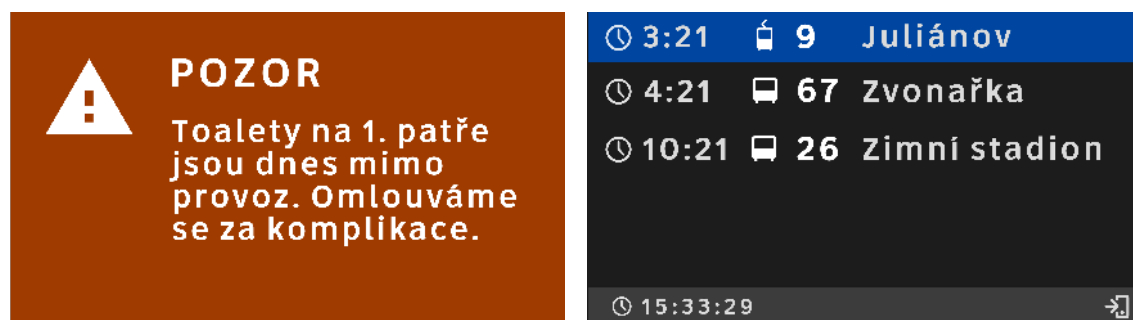 POZOR
Toalety na 1. patře
jsou dnes mimo
provoz. Omlouváme
se za komplikace.
3:21 9 Juliánov
4:21 67 Zvonařka
10:21 26 Zimní stadion
15:33:29